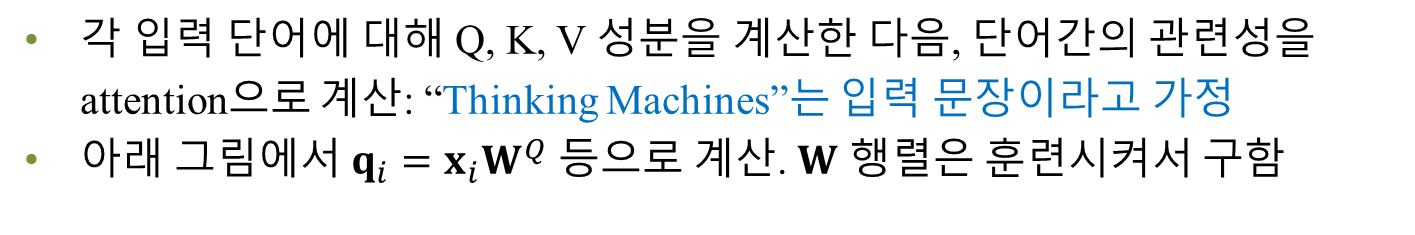 • 각 입력 단어에 대해 Q, K, V 성분을 계산한 다음, 단어간의 관련성을
attention으로 계산: “Thinking Machines”는 입력 문장이라고 가정
• 아래 그림에서 𝐪ᵢ = 𝐱ᵢ𝐖^Q 등으로 계산. 𝐖 행렬은 훈련시켜서 구함